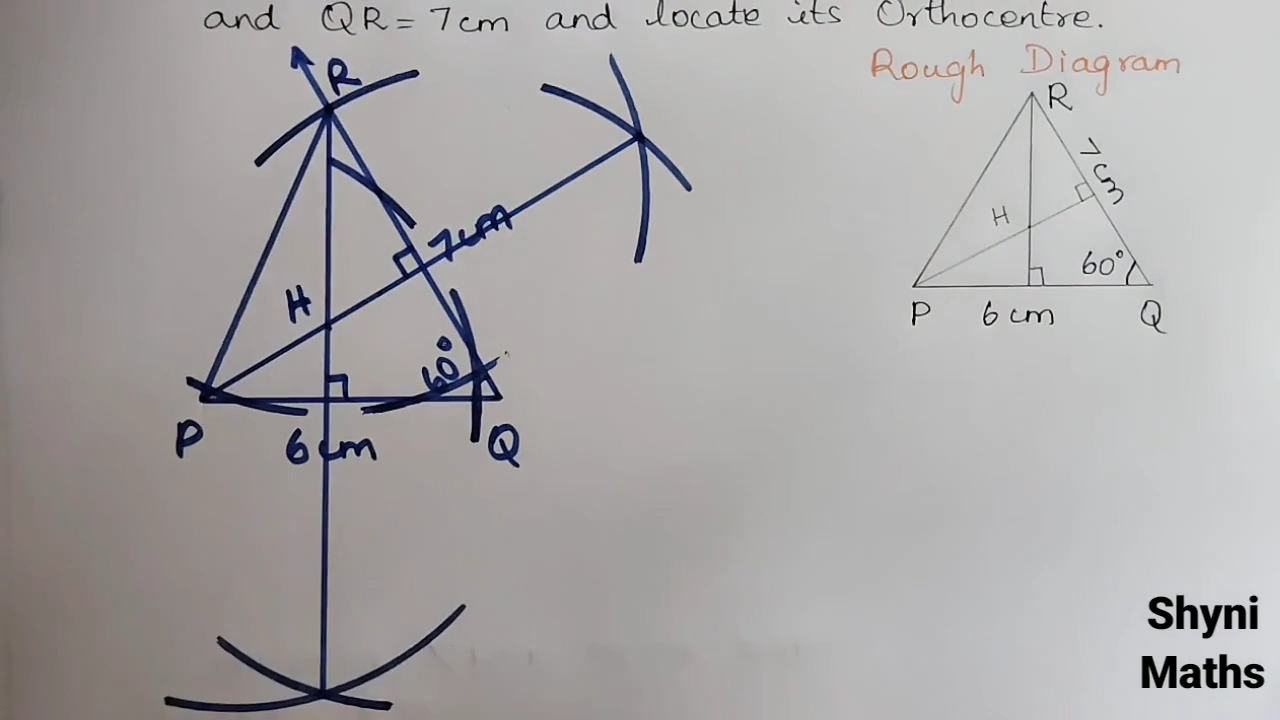 and QR = 7cm and locate its Orthocentre.
Rough Diagram
R
R
7cm
7cm
H
H
60°
60°
P
6 cm
Q
P
6cm
Q
Shyni
Maths